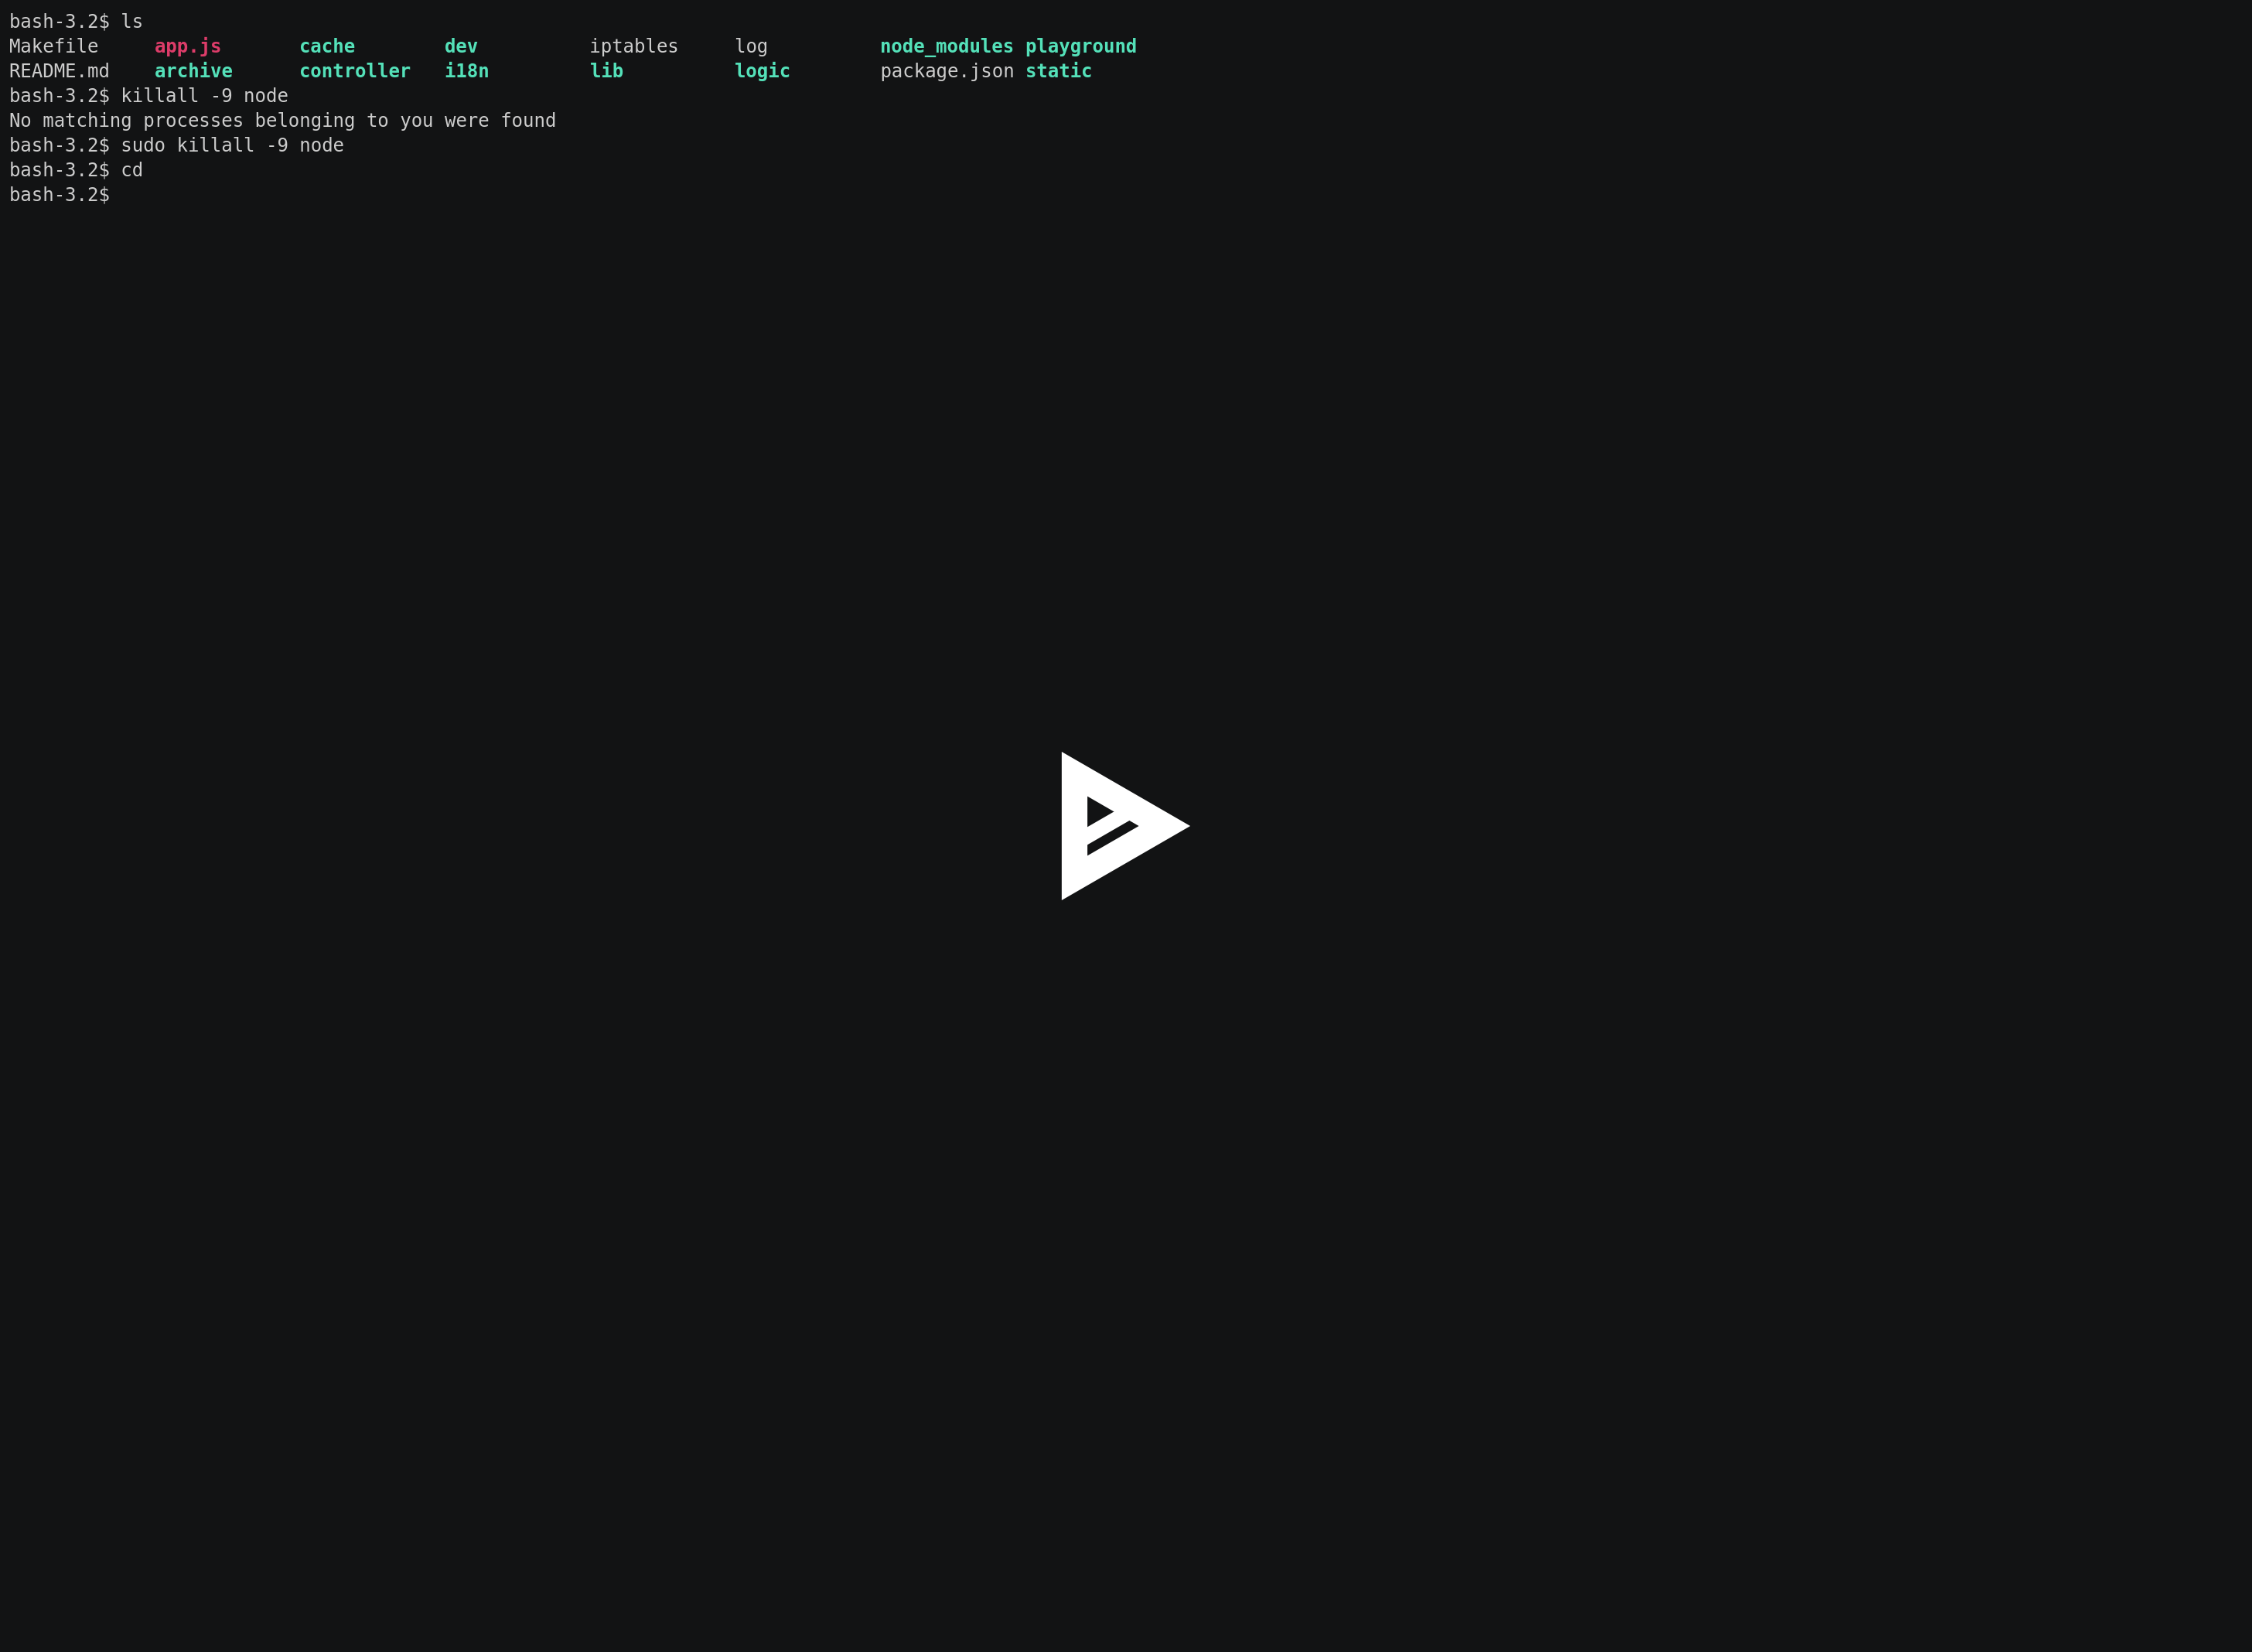 bash-3.2$ ls
Makefile     app.js       cache        dev          iptables     log          node_modules playground
README.md    archive      controller   i18n         lib          logic        package.json static
bash-3.2$ killall -9 node
No matching processes belonging to you were found
bash-3.2$ sudo killall -9 node
bash-3.2$ cd
bash-3.2$